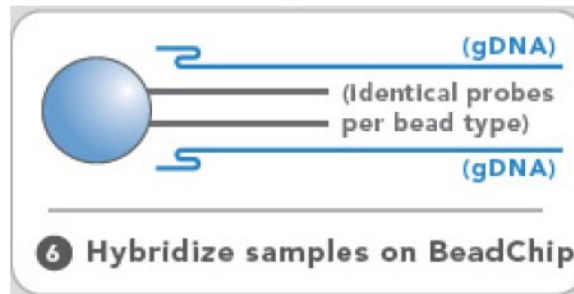 (gDNA)
(Identical probes
per bead type)
(gDNA)
6 Hybridize samples on BeadChip